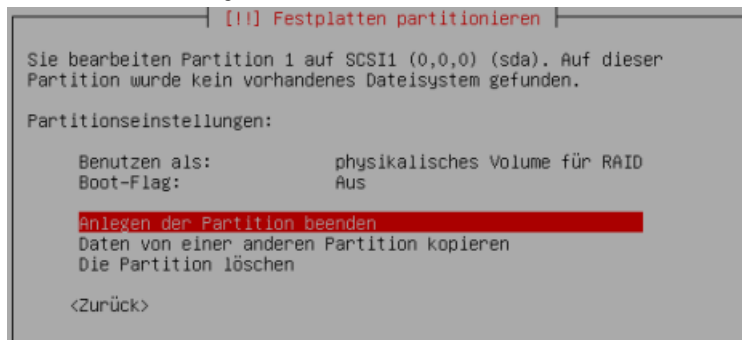 [!!] Festplatten partitionieren
Sie bearbeiten Partition 1 auf SCSI1 (0,0,0) (sda). Auf dieser
Partition wurde kein vorhandenes Dateisystem gefunden.
Partitionseinstellungen:
Benutzen als: physikalisches Volume für RAID
Boot-Flag: Aus
Anlegen der Partition beenden
Daten von einer anderen Partition kopieren
Die Partition löschen
<Zurück>